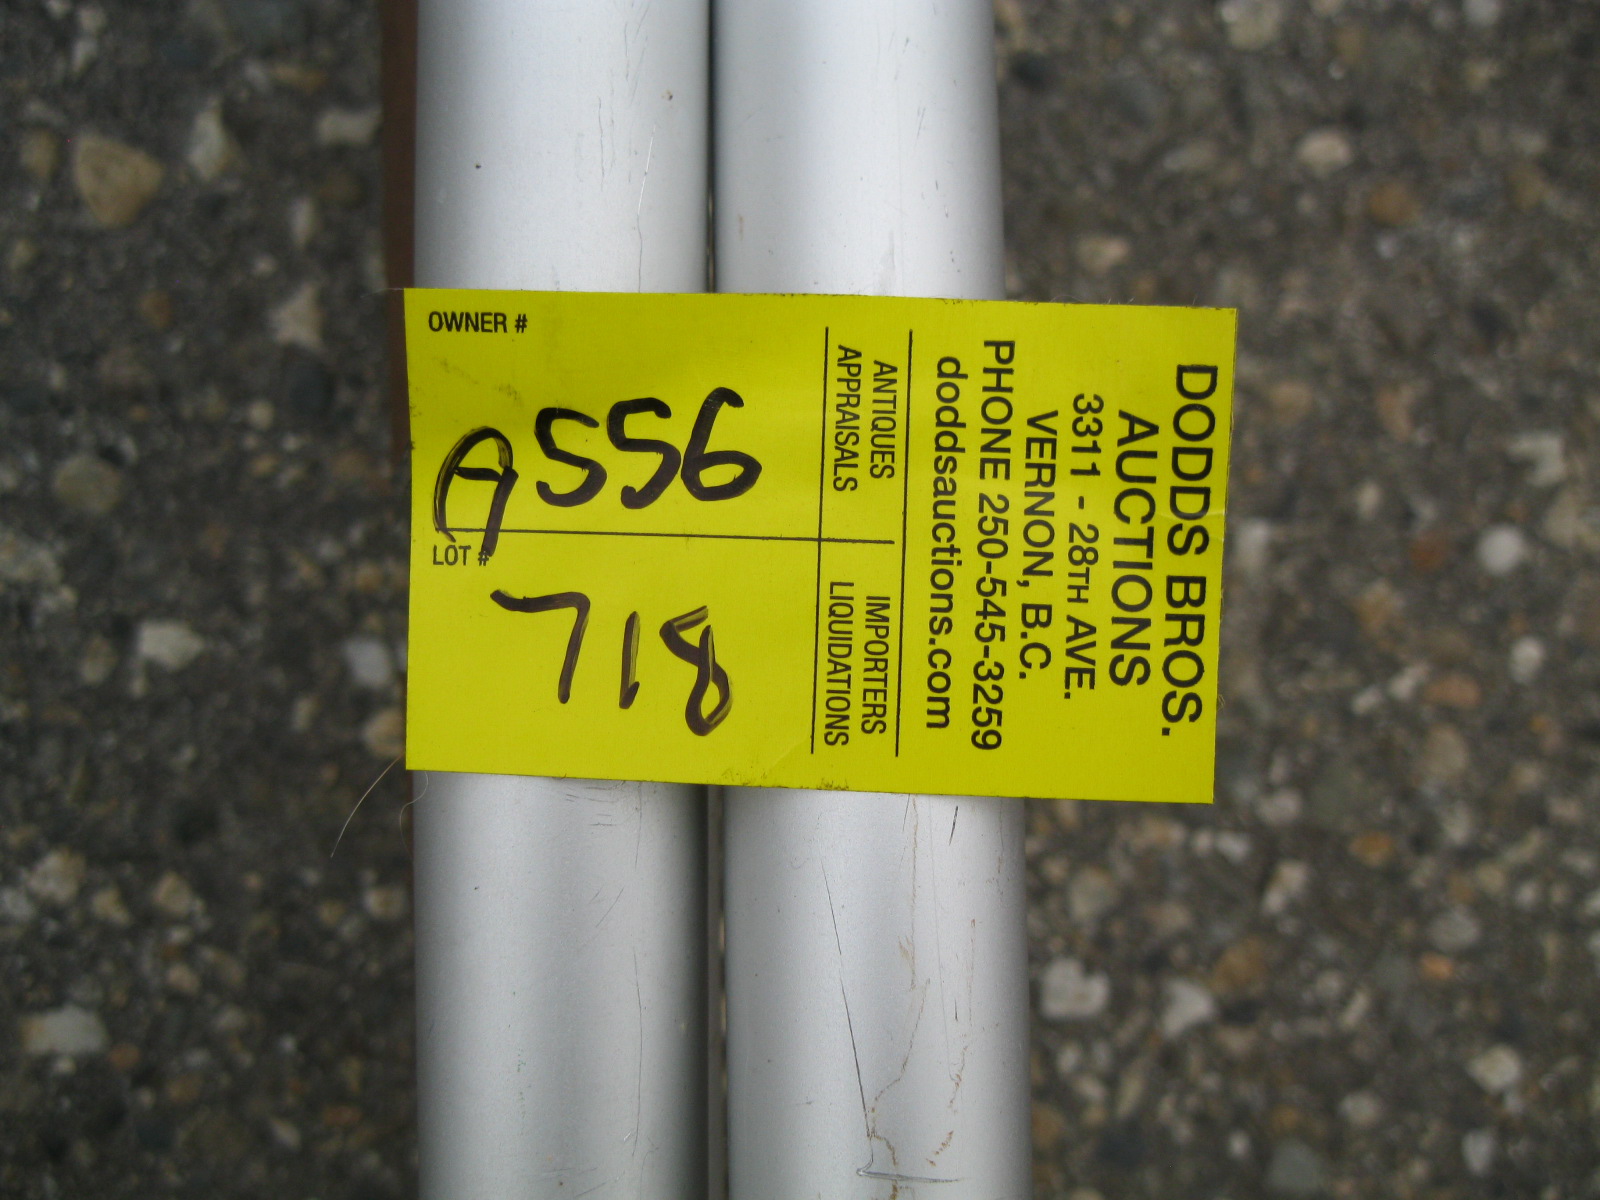 DODDS BROS.
AUCTIONS
3311 - 28TH AVE.
VERNON, B.C.
PHONE 250-545-3259
doddsauctions.com
ANTIQUES
APPRAISALS
IMPORTERS
LIQUIDATIONS
OWNER #
A556
LOT #
718